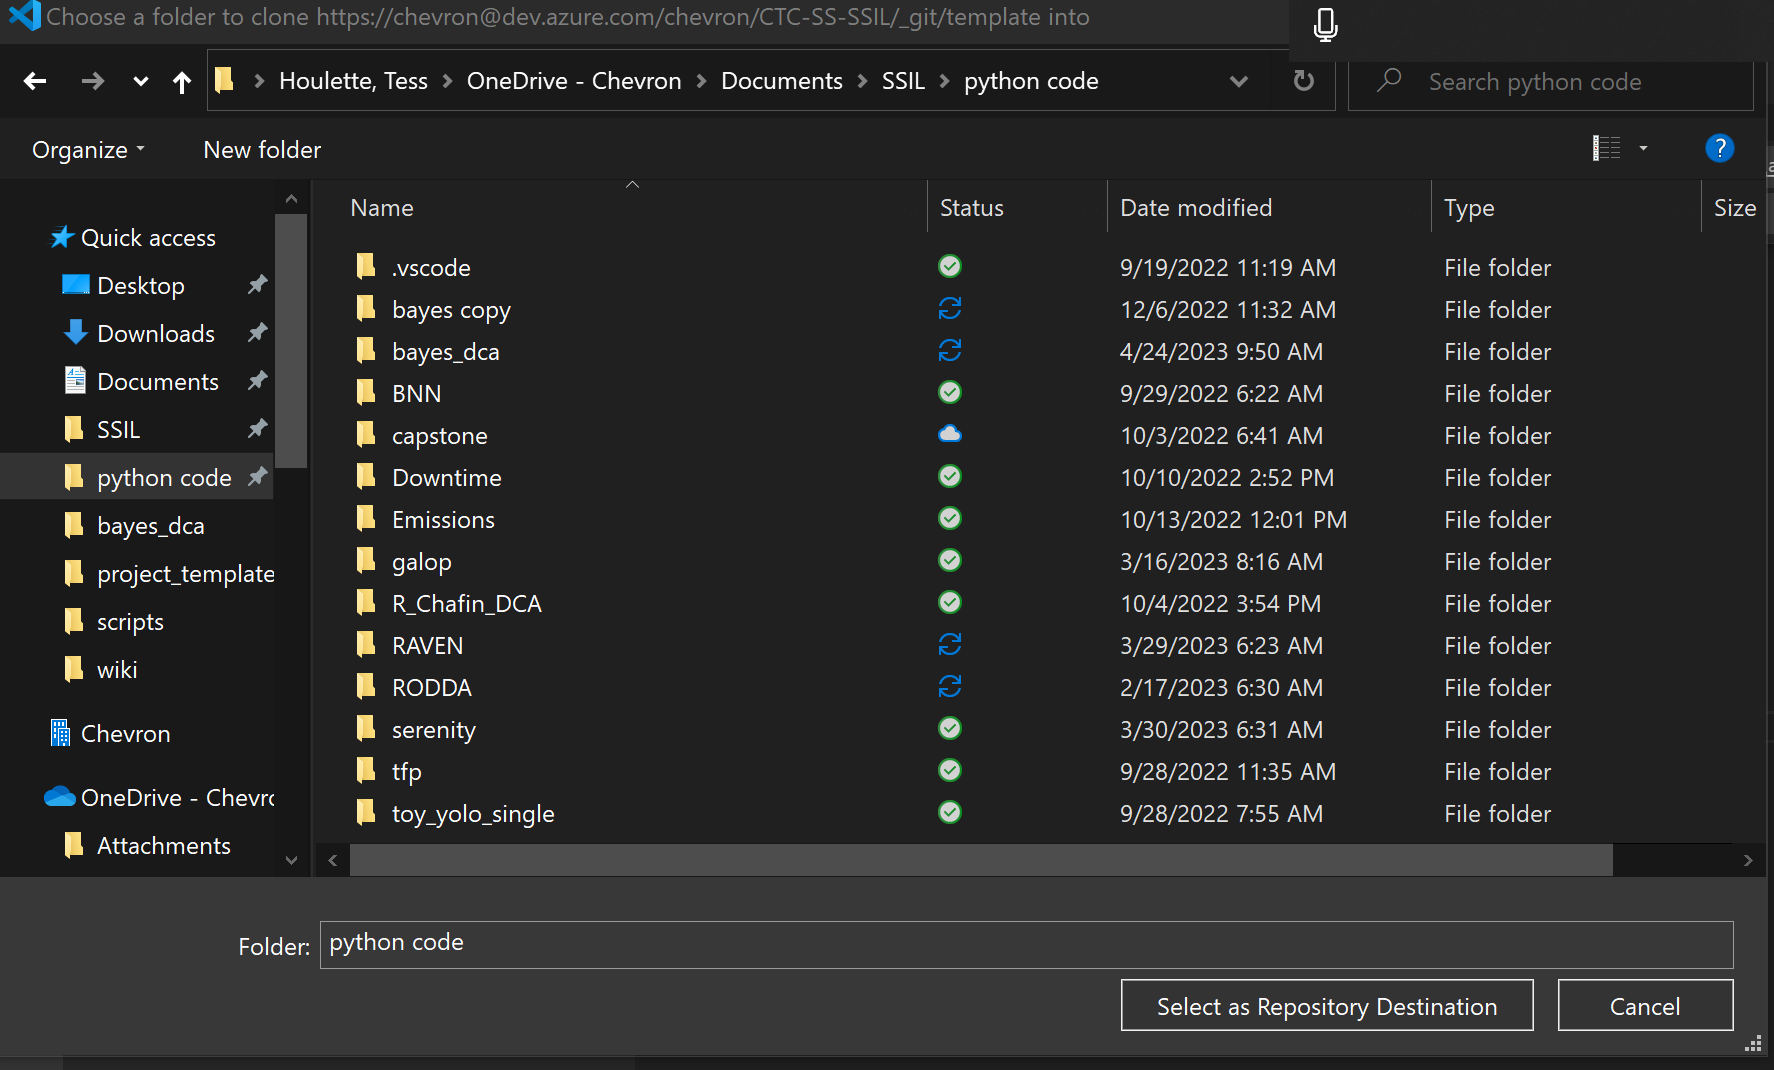 Choose a folder to clone https://chevron@dev.azure.com/chevron/CTC-SS-SSIL/_git/template into
Houlette, Tess OneDrive - Chevron Documents SSIL python code
Search python code
Organize New folder
?
Name Status Date modified Type Size
Quick access
Desktop
Downloads
Documents
SSIL
python code
bayes_dca
project_template
scripts
wiki
Chevron
OneDrive - Chevro
Attachments
.vscode 9/19/2022 11:19 AM File folder
bayes copy 12/6/2022 11:32 AM File folder
bayes_dca 4/24/2023 9:50 AM File folder
BNN 9/29/2022 6:22 AM File folder
capstone 10/3/2022 6:41 AM File folder
Downtime 10/10/2022 2:52 PM File folder
Emissions 10/13/2022 12:01 PM File folder
galop 3/16/2023 8:16 AM File folder
R_Chafin_DCA 10/4/2022 3:54 PM File folder
RAVEN 3/29/2023 6:23 AM File folder
RODDA 2/17/2023 6:30 AM File folder
serenity 3/30/2023 6:31 AM File folder
tfp 9/28/2022 11:35 AM File folder
toy_yolo_single 9/28/2022 7:55 AM File folder
Folder: python code
Select as Repository Destination Cancel